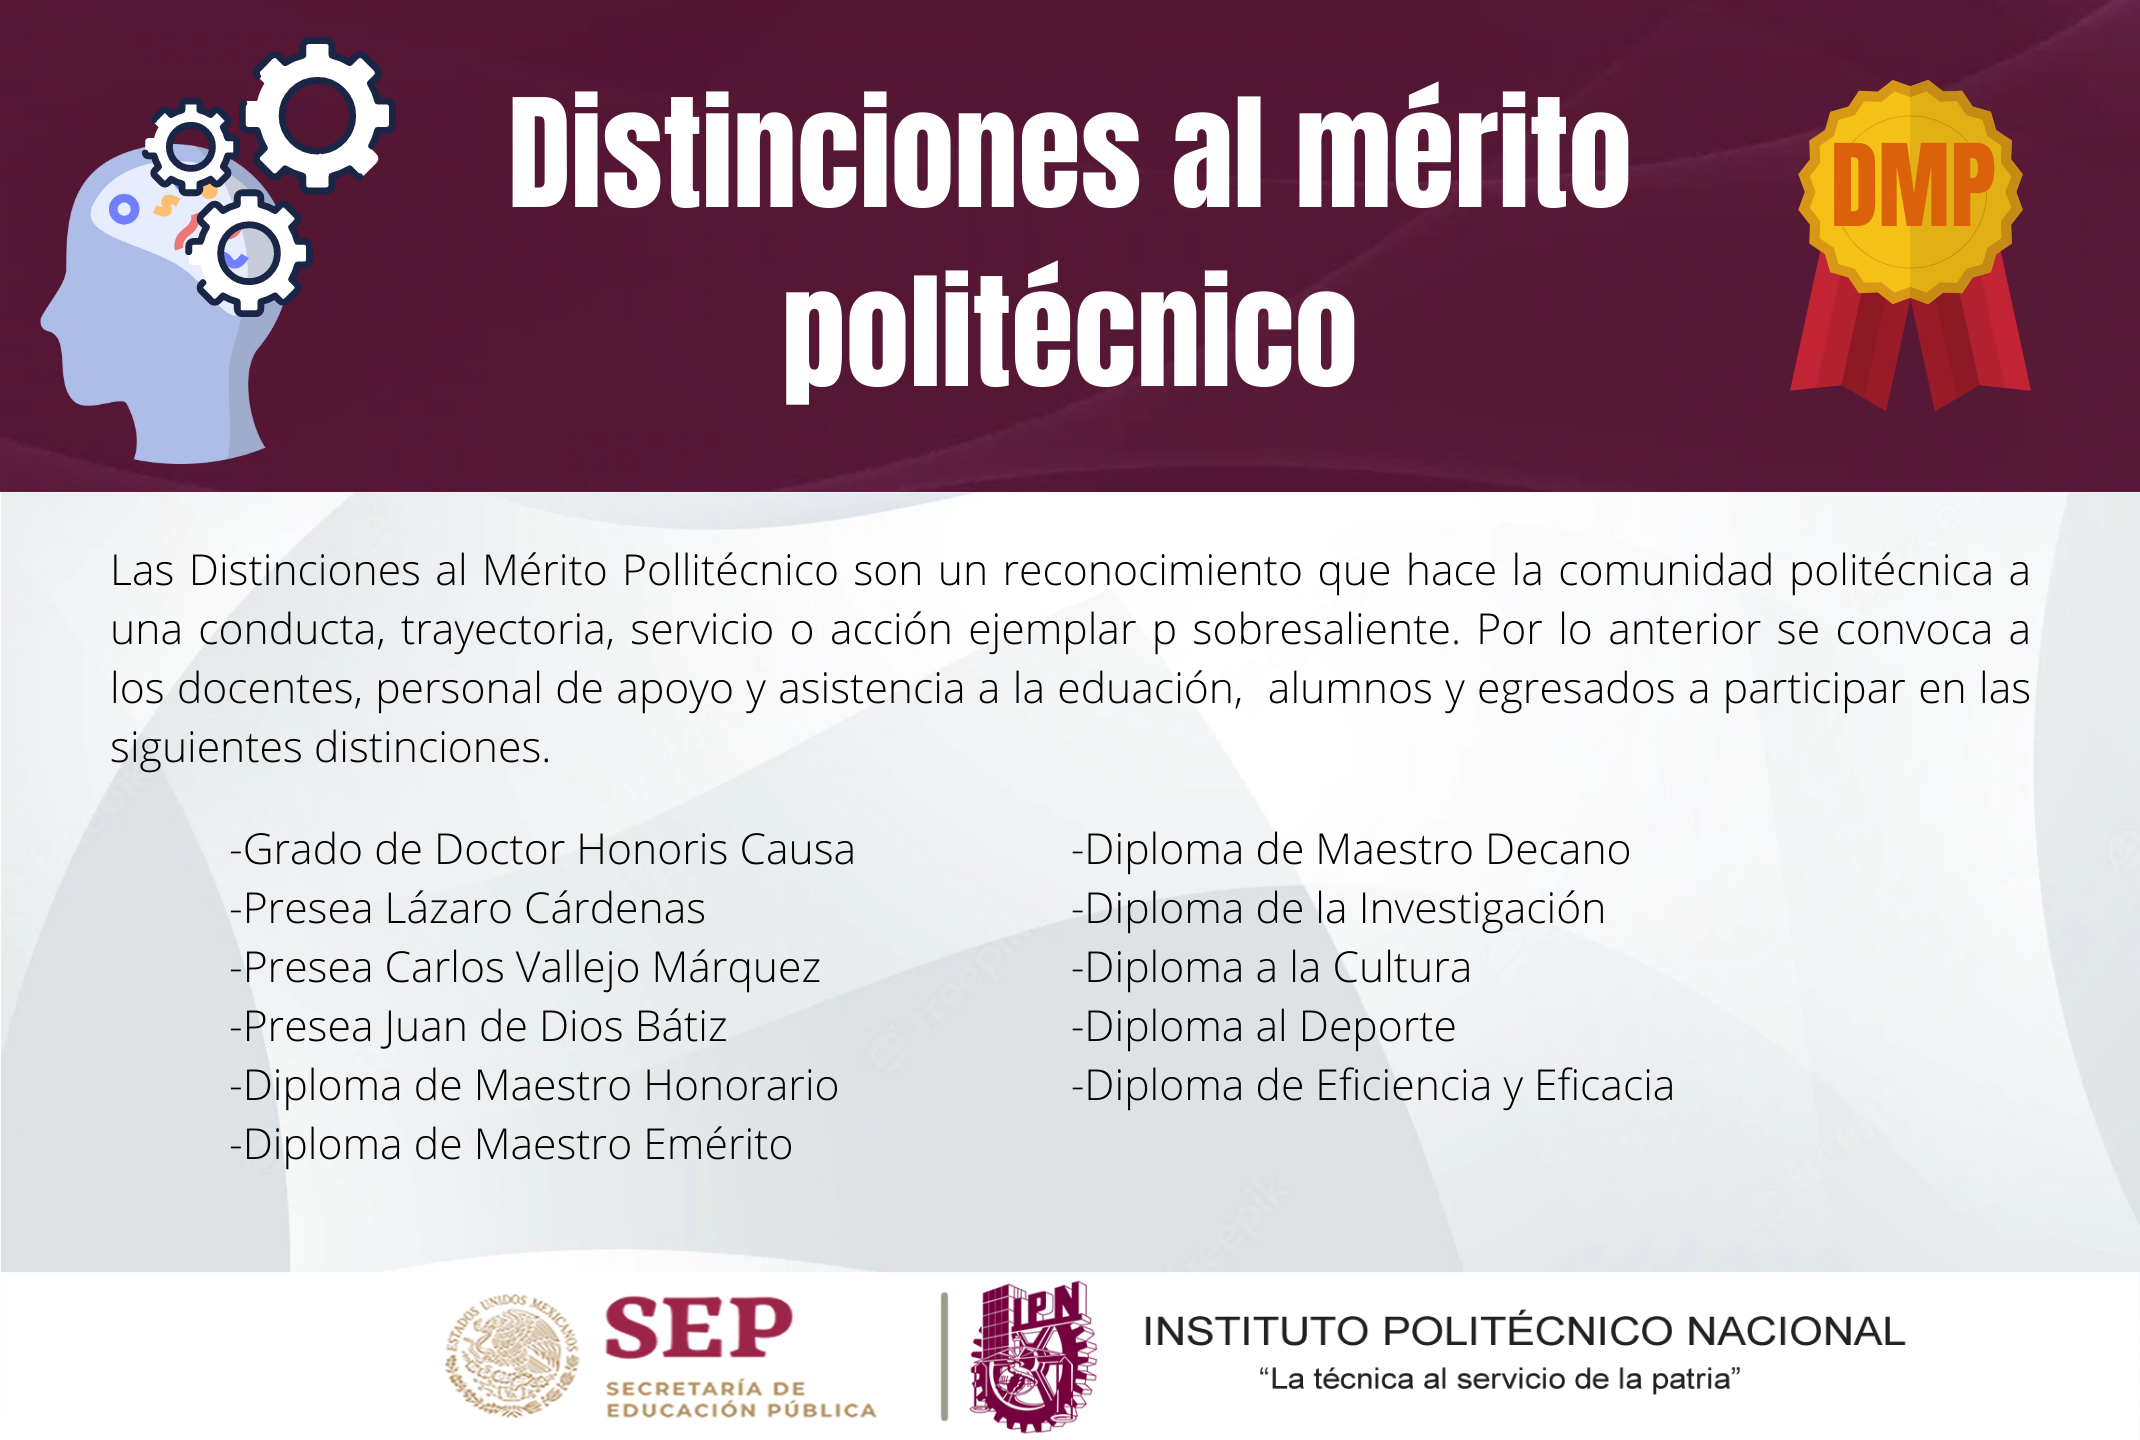 Distinciones al mérito
politécnico
DMP
Las Distinciones al Mérito Pollitécnico son un reconocimiento que hace la comunidad politécnica a
una conducta, trayectoria, servicio o acción ejemplar p sobresaliente. Por lo anterior se convoca a
los docentes, personal de apoyo y asistencia a la eduación, alumnos y egresados a participar en las
siguientes distinciones.
-Grado de Doctor Honoris Causa
-Presea Lázaro Cárdenas
-Presea Carlos Vallejo Márquez
-Presea Juan de Dios Bátiz
-Diploma de Maestro Honorario
-Diploma de Maestro Emérito
-Diploma de Maestro Decano
-Diploma de la Investigación
-Diploma a la Cultura
-Diploma al Deporte
-Diploma de Eficiencia y Eficacia
ESTADOS UNIDOS MEXICANOS
SEP
SECRETARÍA DE
EDUCACIÓN PÚBLICA
IPN
INSTITUTO POLITÉCNICO NACIONAL
“La técnica al servicio de la patria”
freepik